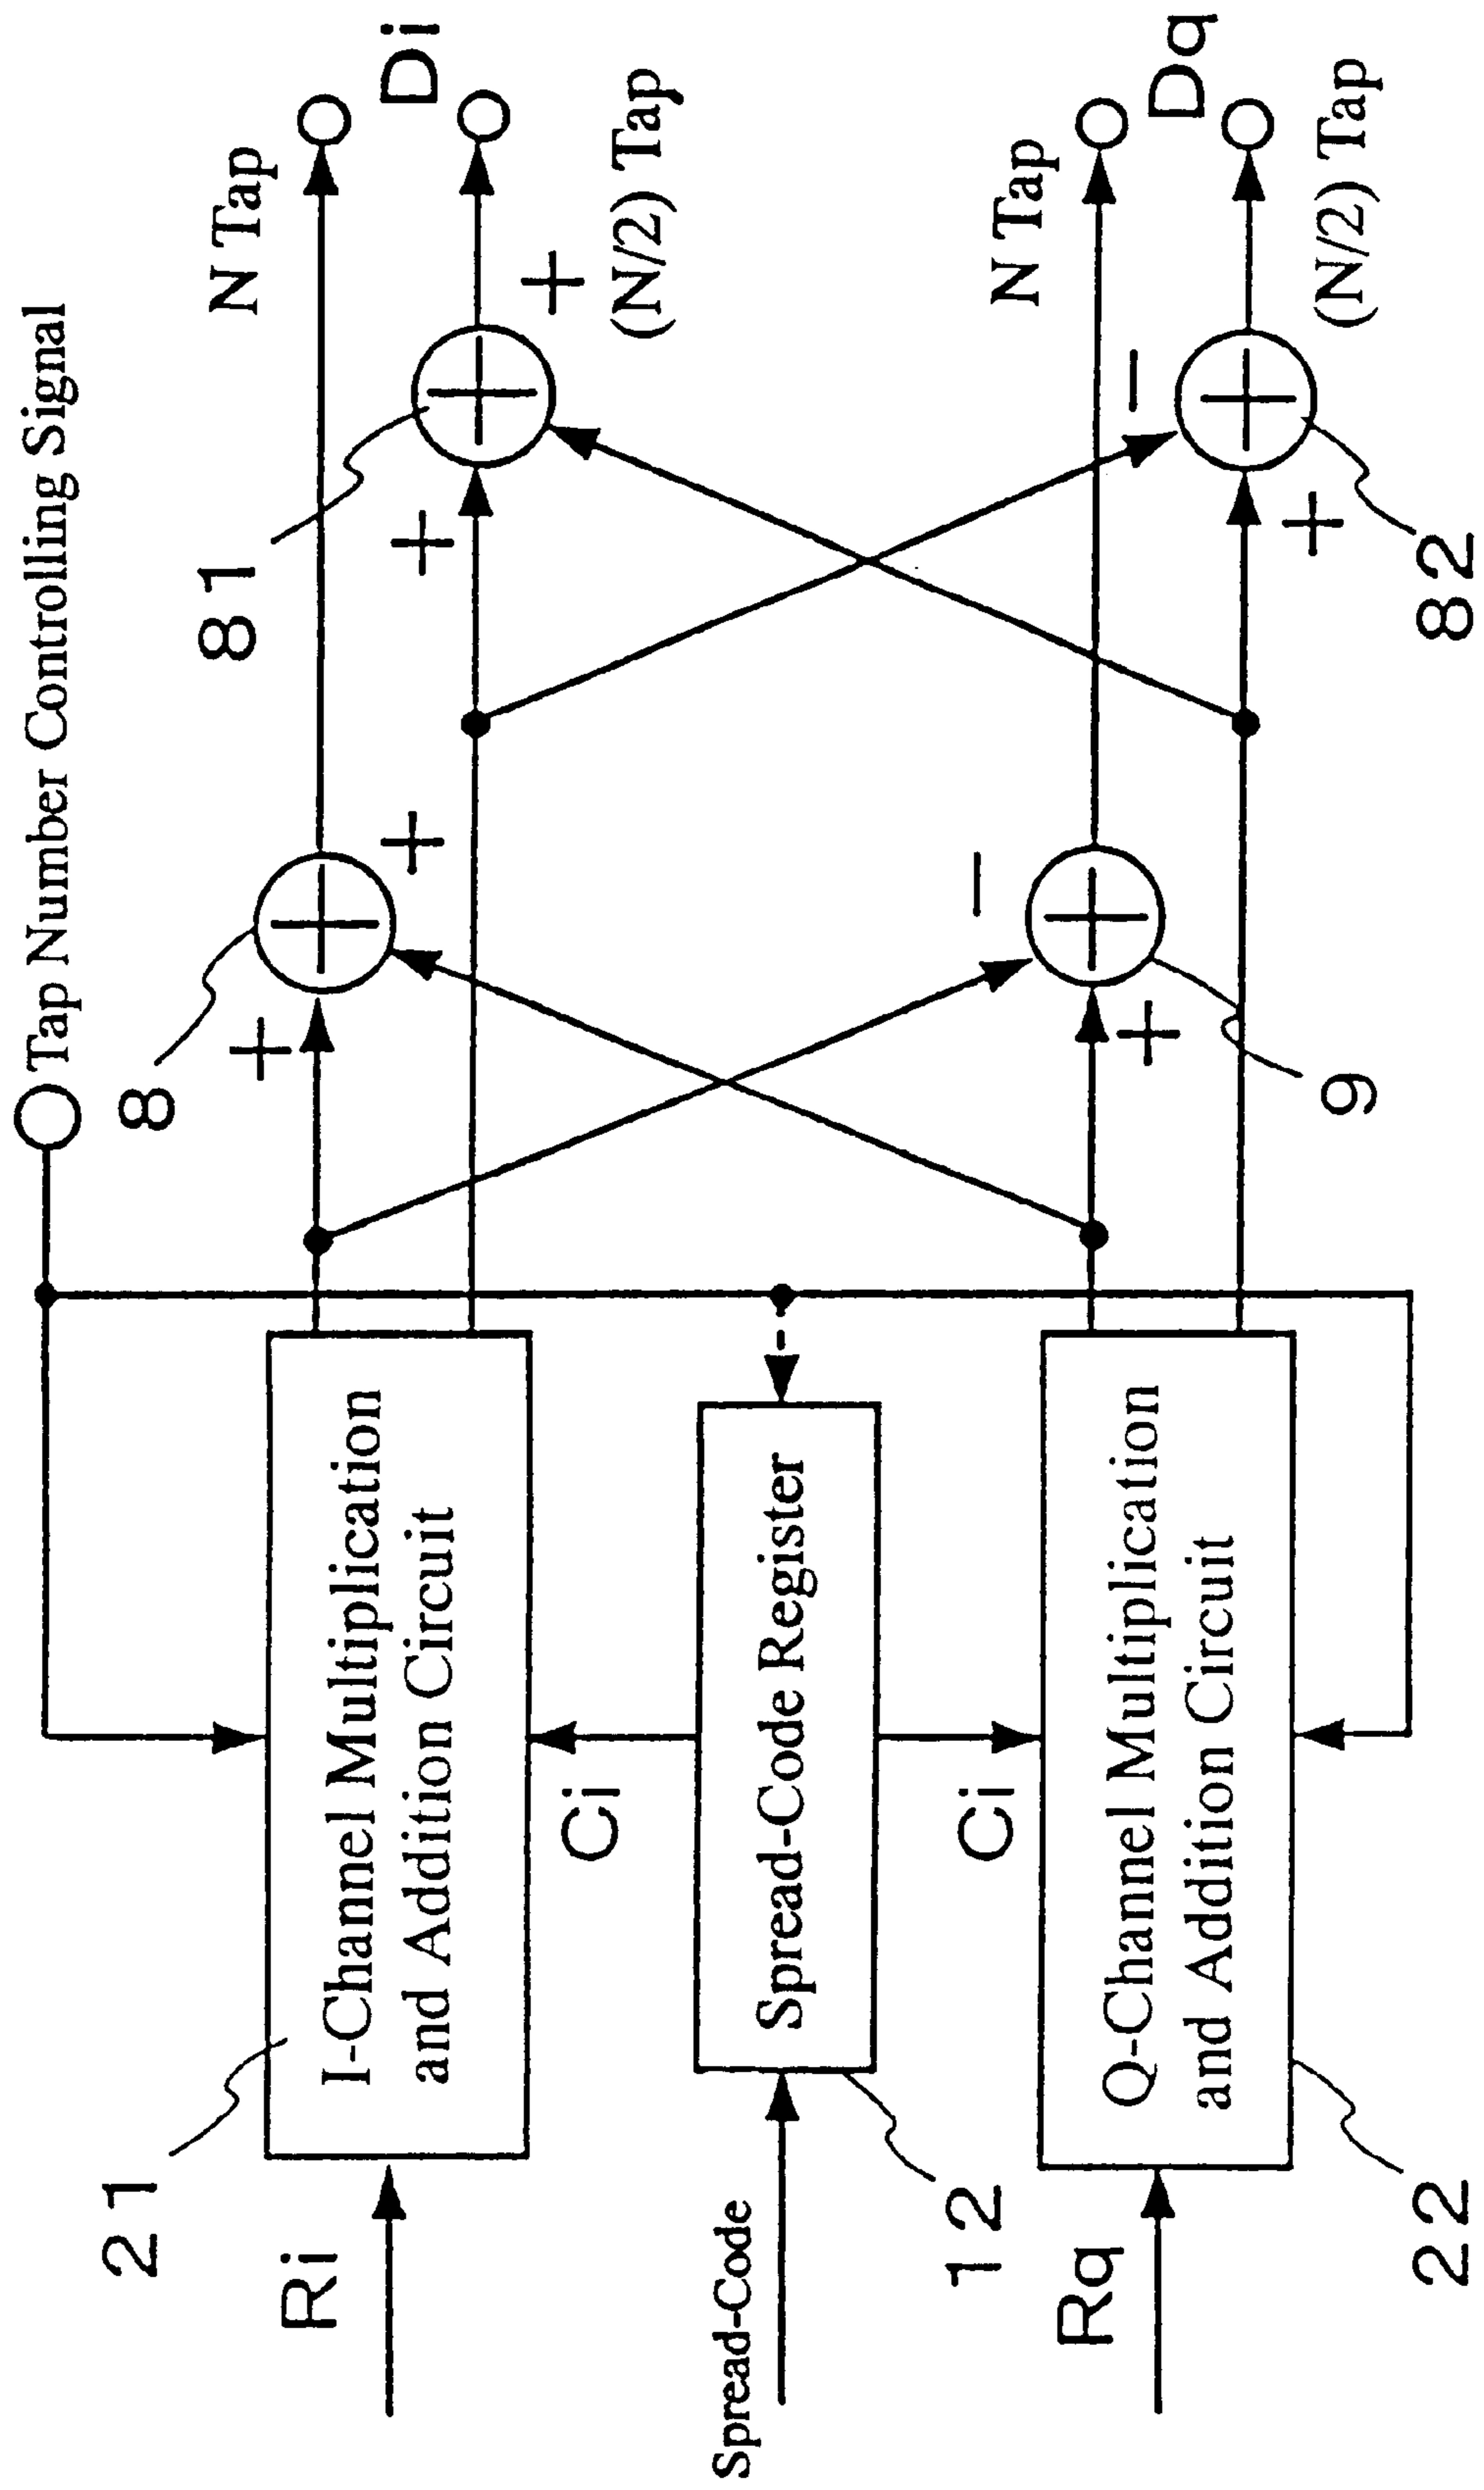 Tap Number Controlling Signal
8
81
N Tap
+
+
+
+
Di
(N/2) Tap
21
Ri
I-Channel Multiplication
and Addition Circuit
Ci
Spread-Code
Spread-Code Register
12
Ci
Rq
Q-Channel Multiplication
and Addition Circuit
22
−
+
9
N Tap
−
+
Dq
(N/2) Tap
82